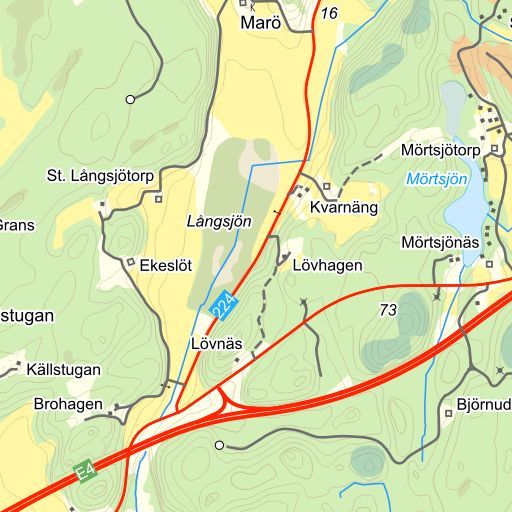 16
Marö
S
Mörtsjötorp
St. Långsjötorp
Mörtsjön
Kvarnäng
Långsjön
Grans
Mörtsjönäs
Ekeslöt
Lövhagen
224
73
stugan
Lövnäs
Källstugan
Brohagen
Björnud
E4